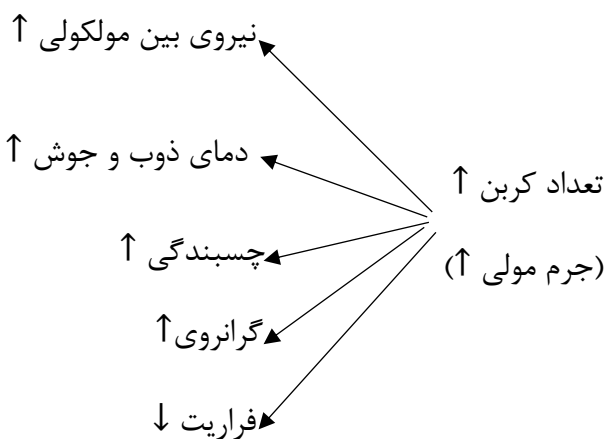 تعداد کربن ↑
(جرم مولی ↑)
نیروی بین مولکولی ↑
دمای ذوب و جوش ↑
چسبندگی ↑
گرانروی↑
فراریت ↓